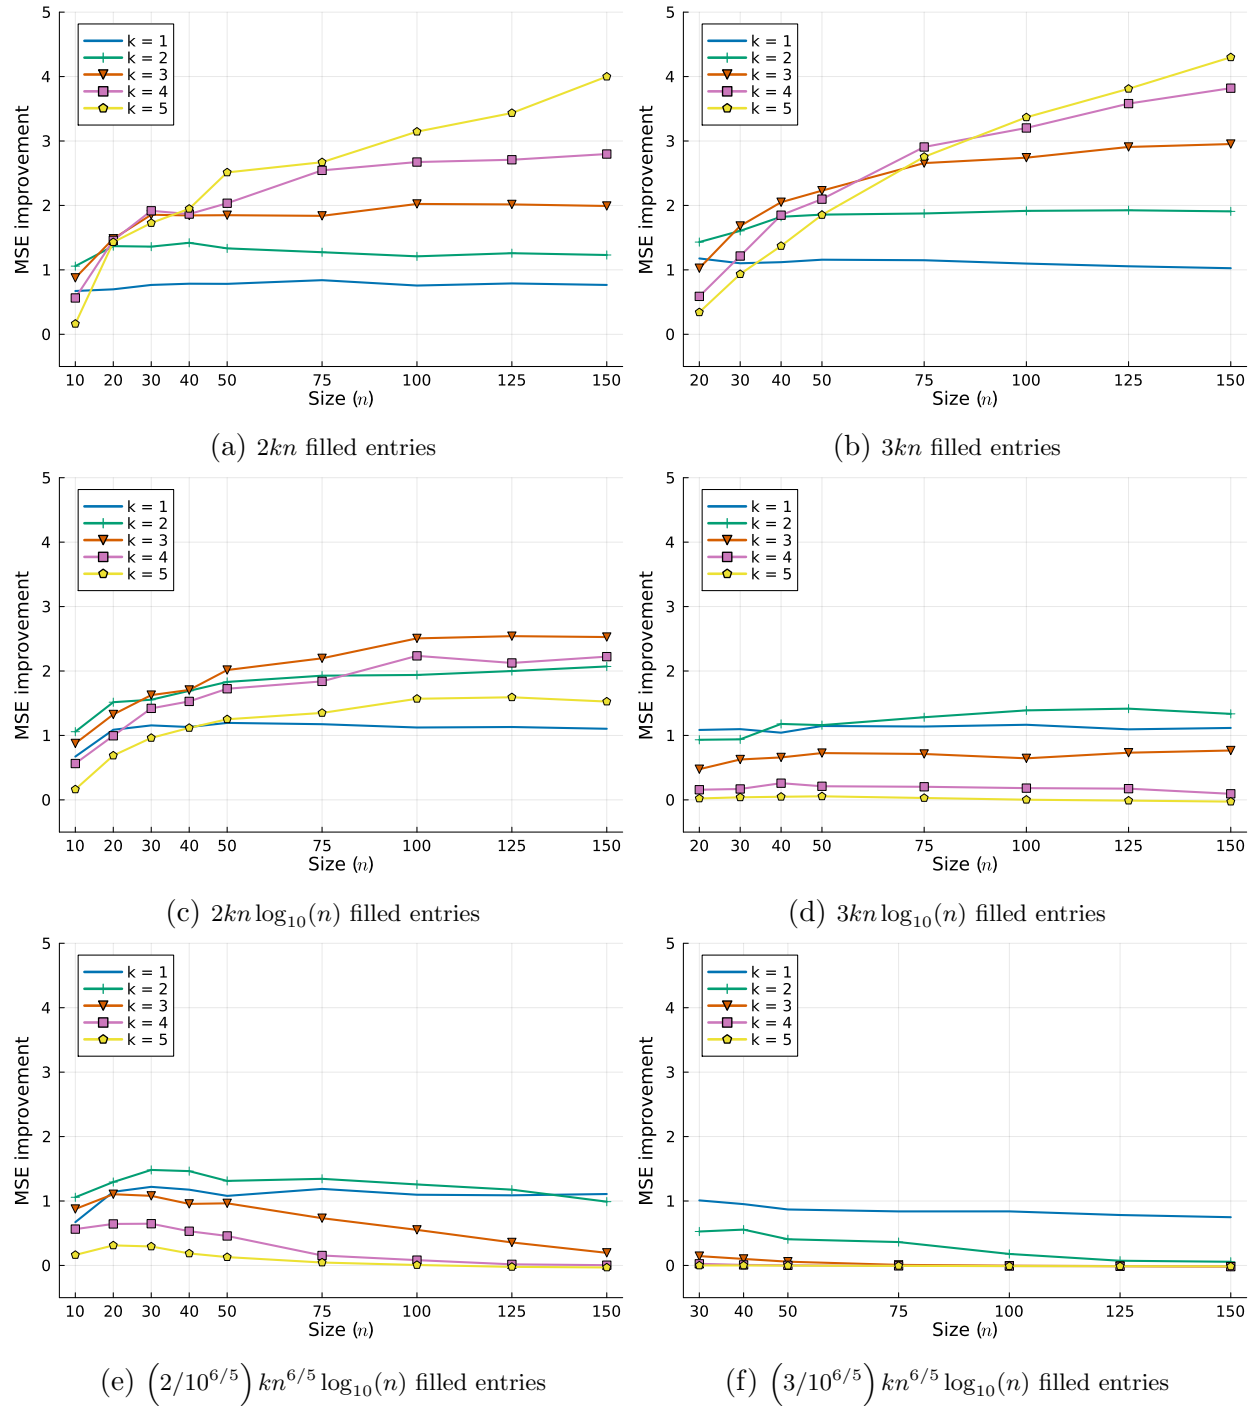 MSE improvement
5
4
3
2
1
0
k = 1
k = 2
k = 3
k = 4
k = 5
10 20 30 40 50 75 100 125 150
Size (n)
(a) 2kn filled entries
MSE improvement
5
4
3
2
1
0
k = 1
k = 2
k = 3
k = 4
k = 5
20 30 40 50 75 100 125 150
Size (n)
(b) 3kn filled entries
MSE improvement
5
4
3
2
1
0
k = 1
k = 2
k = 3
k = 4
k = 5
10 20 30 40 50 75 100 125 150
Size (n)
(c) 2kn log₁₀(n) filled entries
MSE improvement
5
4
3
2
1
0
k = 1
k = 2
k = 3
k = 4
k = 5
20 30 40 50 75 100 125 150
Size (n)
(d) 3kn log₁₀(n) filled entries
MSE improvement
5
4
3
2
1
0
k = 1
k = 2
k = 3
k = 4
k = 5
10 20 30 40 50 75 100 125 150
Size (n)
(e) (2/10^{6/5}) kn^{6/5} log₁₀(n) filled entries
MSE improvement
5
4
3
2
1
0
k = 1
k = 2
k = 3
k = 4
k = 5
30 40 50 75 100 125 150
Size (n)
(f) (3/10^{6/5}) kn^{6/5} log₁₀(n) filled entries